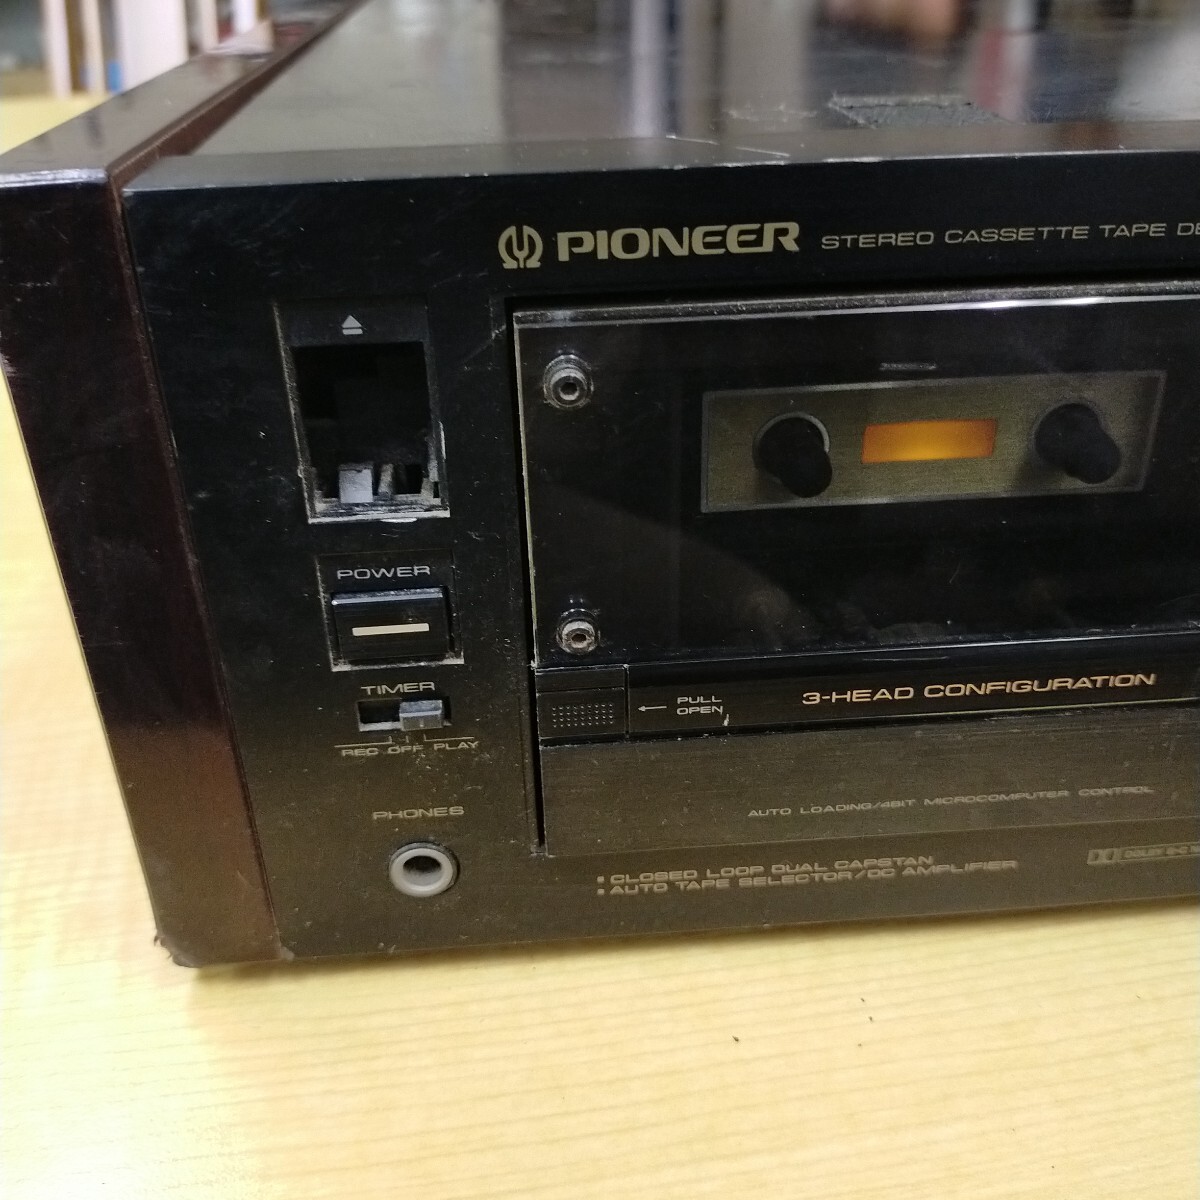 PIONEER STEREO CASSETTE TAPE DE
POWER
TIMER
REC OFF PLAY
PHONES
PULL
OPEN
3-HEAD CONFIGURATION
AUTO LOADING/4BIT MICROCOMPUTER CONTROL
CLOSED LOOP DUAL CAPSTAN
AUTO TAPE SELECTOR/DC AMPLIFIER
DOLBY B-C